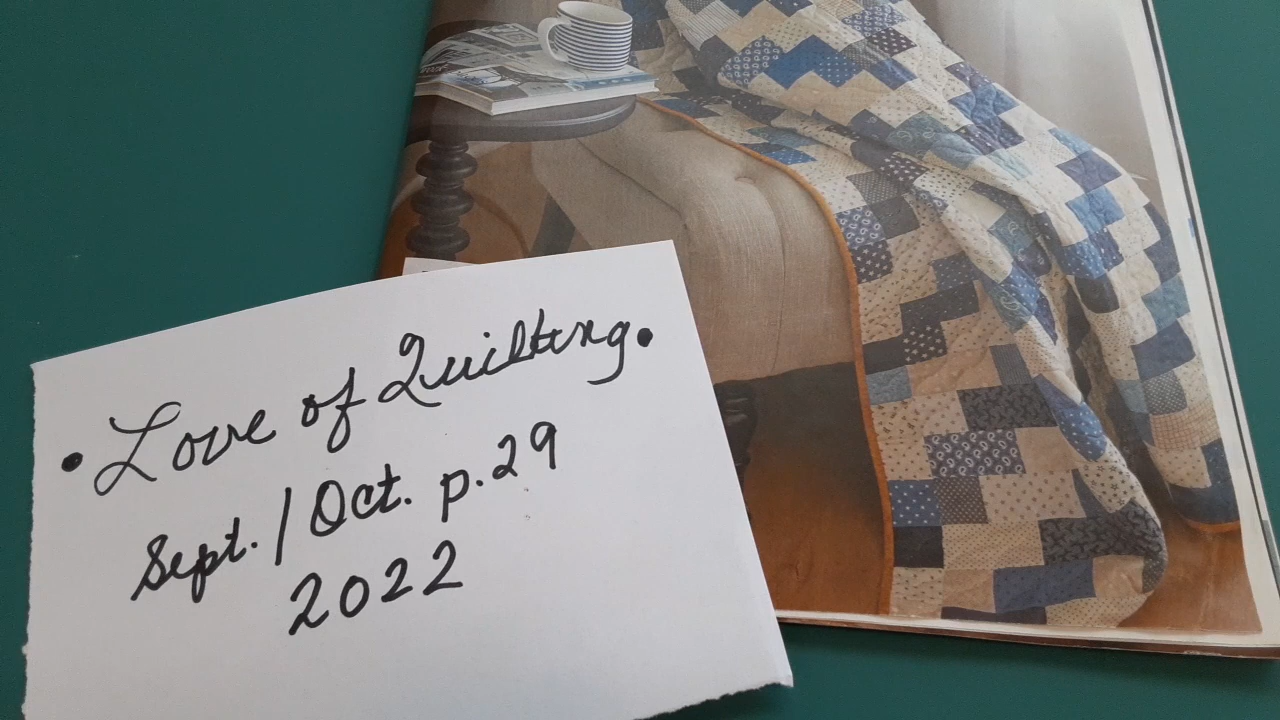 • Love of Quilting •
Sept. / Oct. p. 29
2022